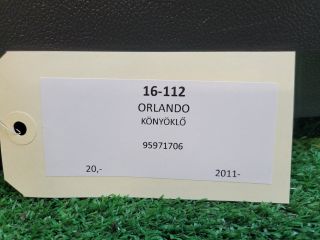 16-112
ORLANDO
KÖNYÖKLŐ
95971706
20,- 2011-